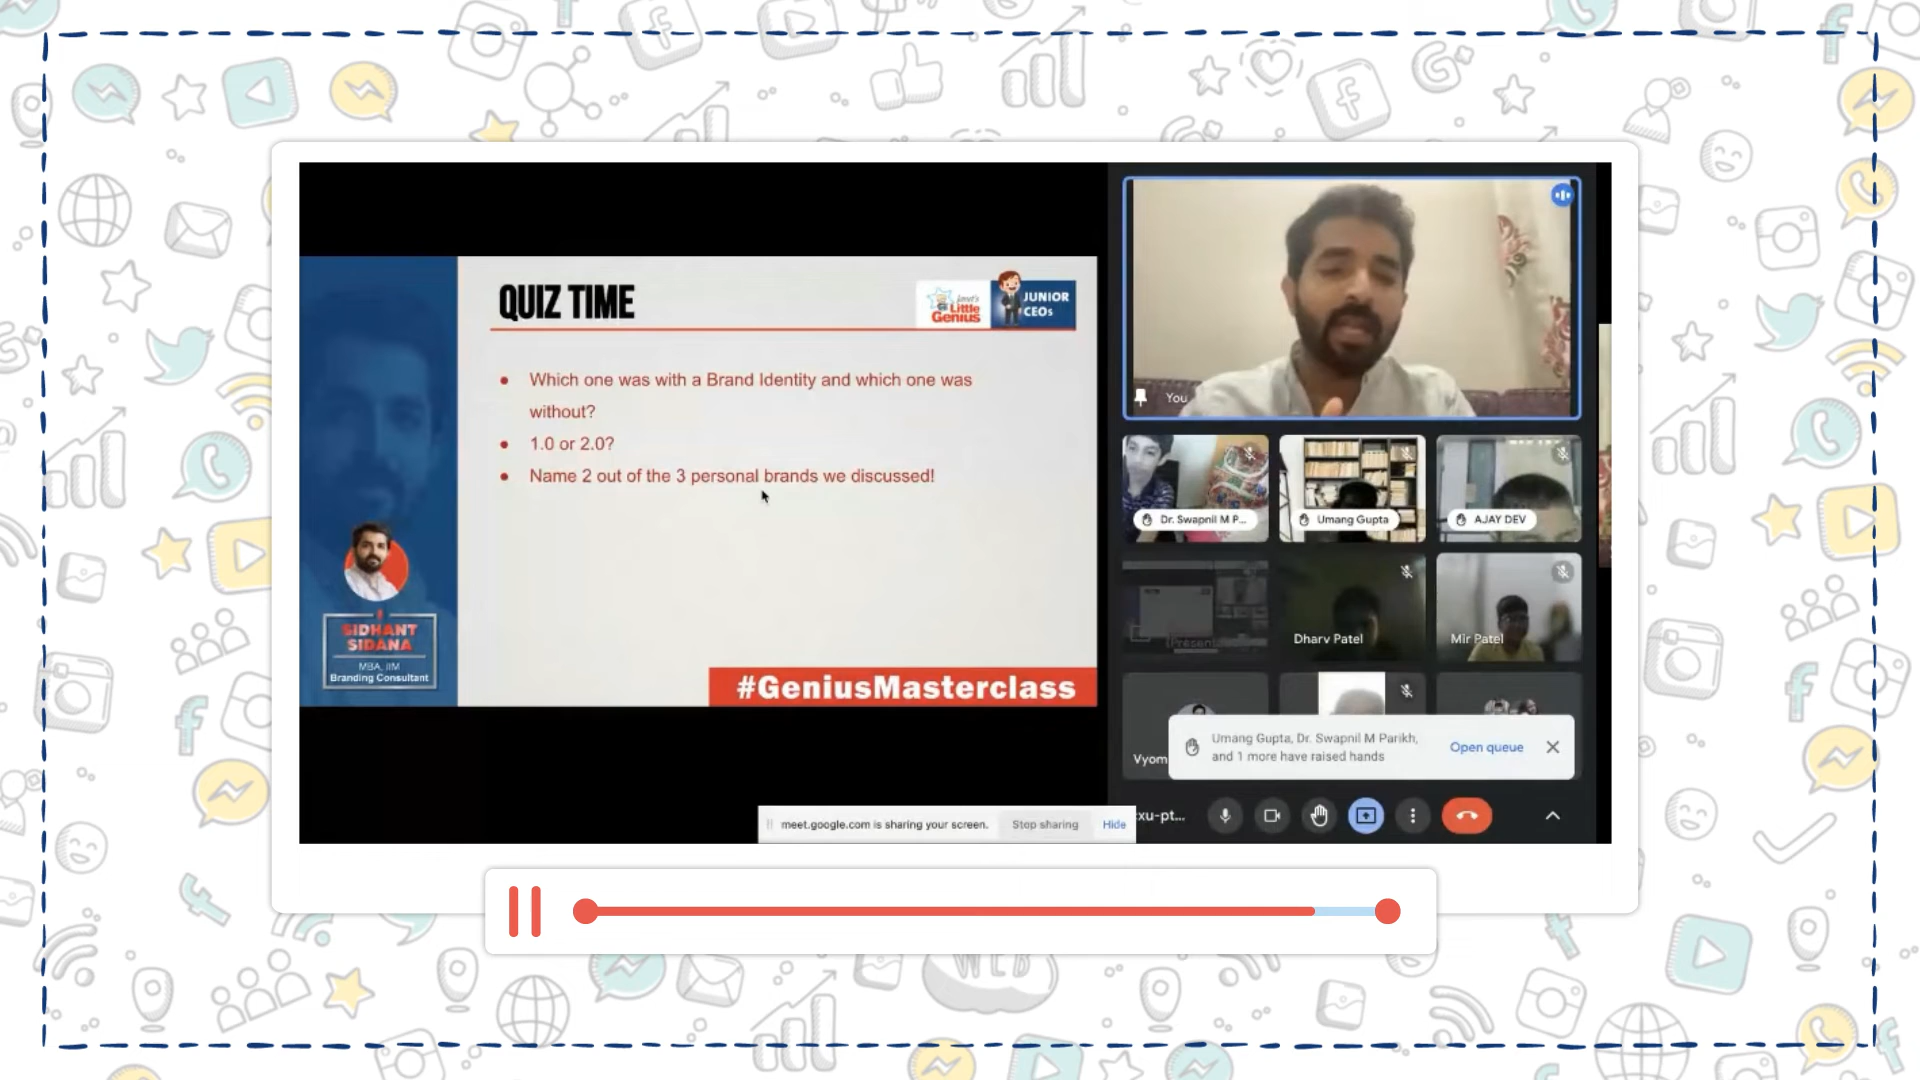 QUIZ TIME
Janvi's
Little
Genius
JUNIOR
CEOs
Which one was with a Brand Identity and which one was
without?
1.0 or 2.0?
Name 2 out of the 3 personal brands we discussed!
SIDHANT
SIDANA
MBA, IIM
Branding Consultant
#GeniusMasterclass
You
Dr. Swapnil M P...
Umang Gupta
AJAY DEV
Dharv Patel
Mir Patel
Vyom
Umang Gupta, Dr. Swapnil M Parikh,
and 1 more have raised hands
Open queue
meet.google.com is sharing your screen.
Stop sharing
Hide
xu-pt...
WEB